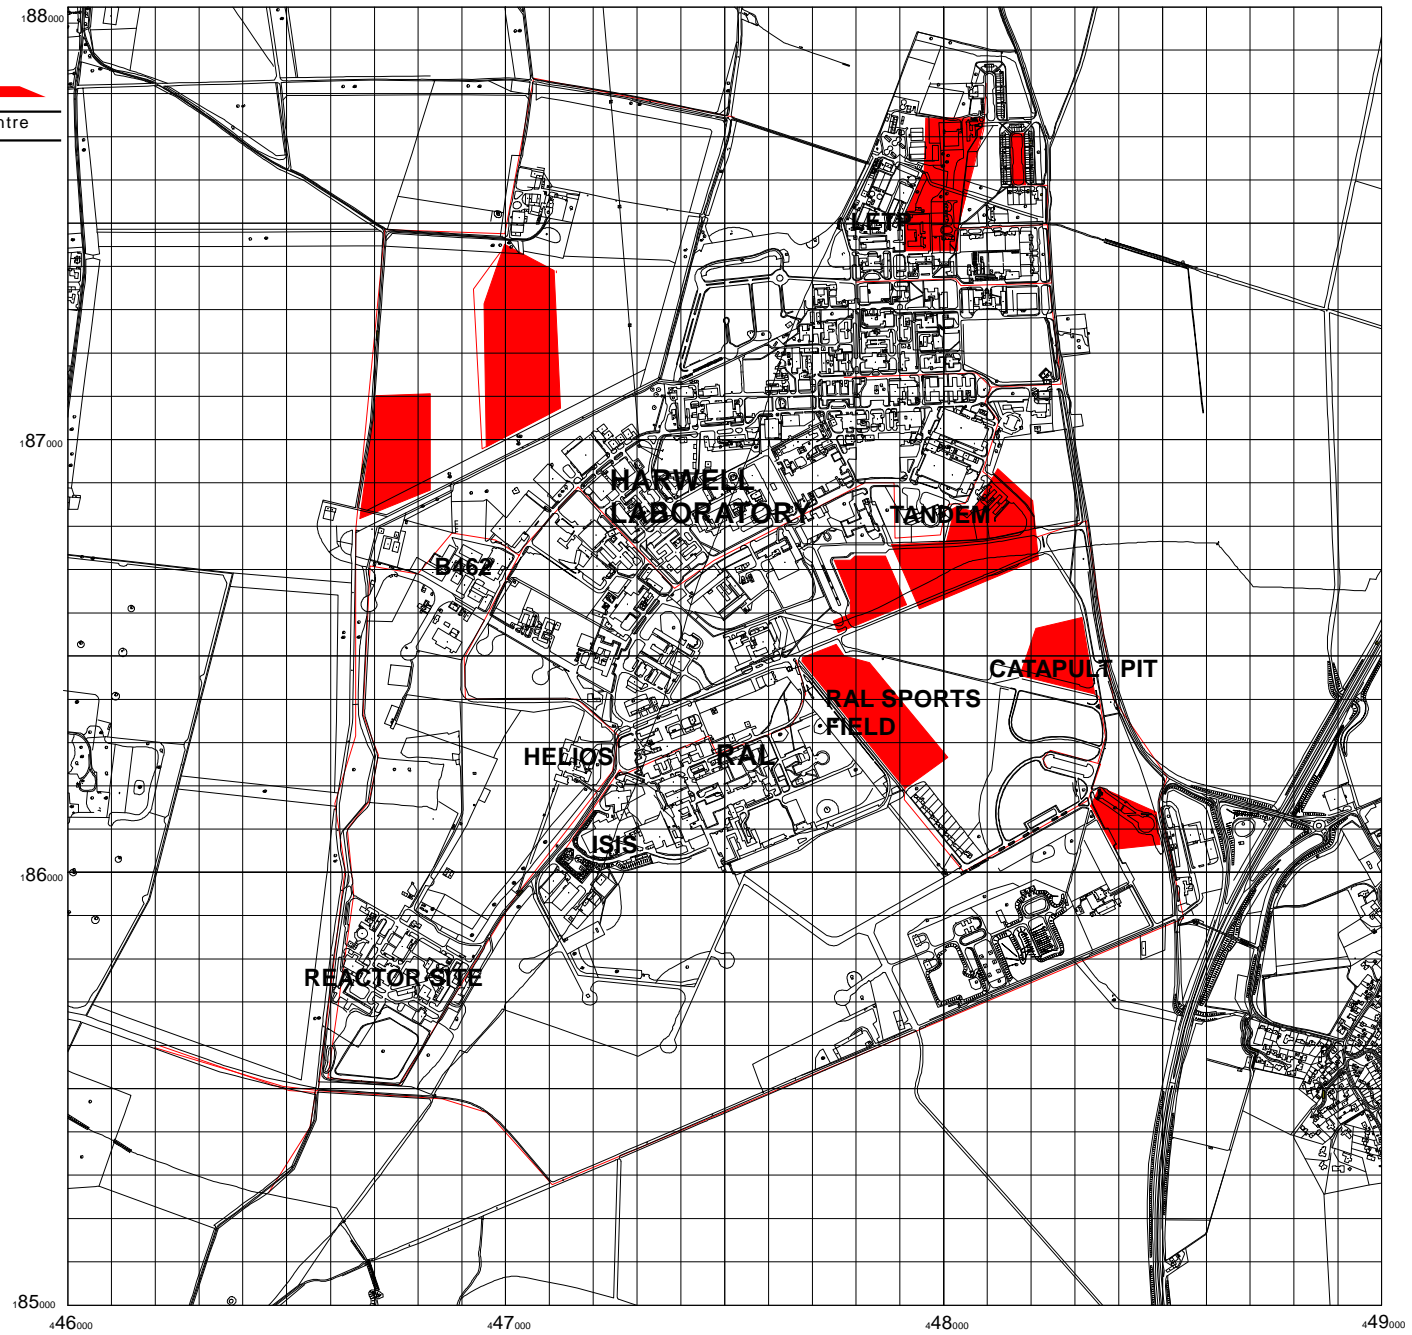 188000
ntre
LETP
187000
HARWELL
LABORATORY
TANDEM
B462
CATAPULT PIT
RAL SPORTS
FIELD
HELIOS
RAL
ISIS
186000
REACTOR SITE
185000
446000
447000
448000
449000